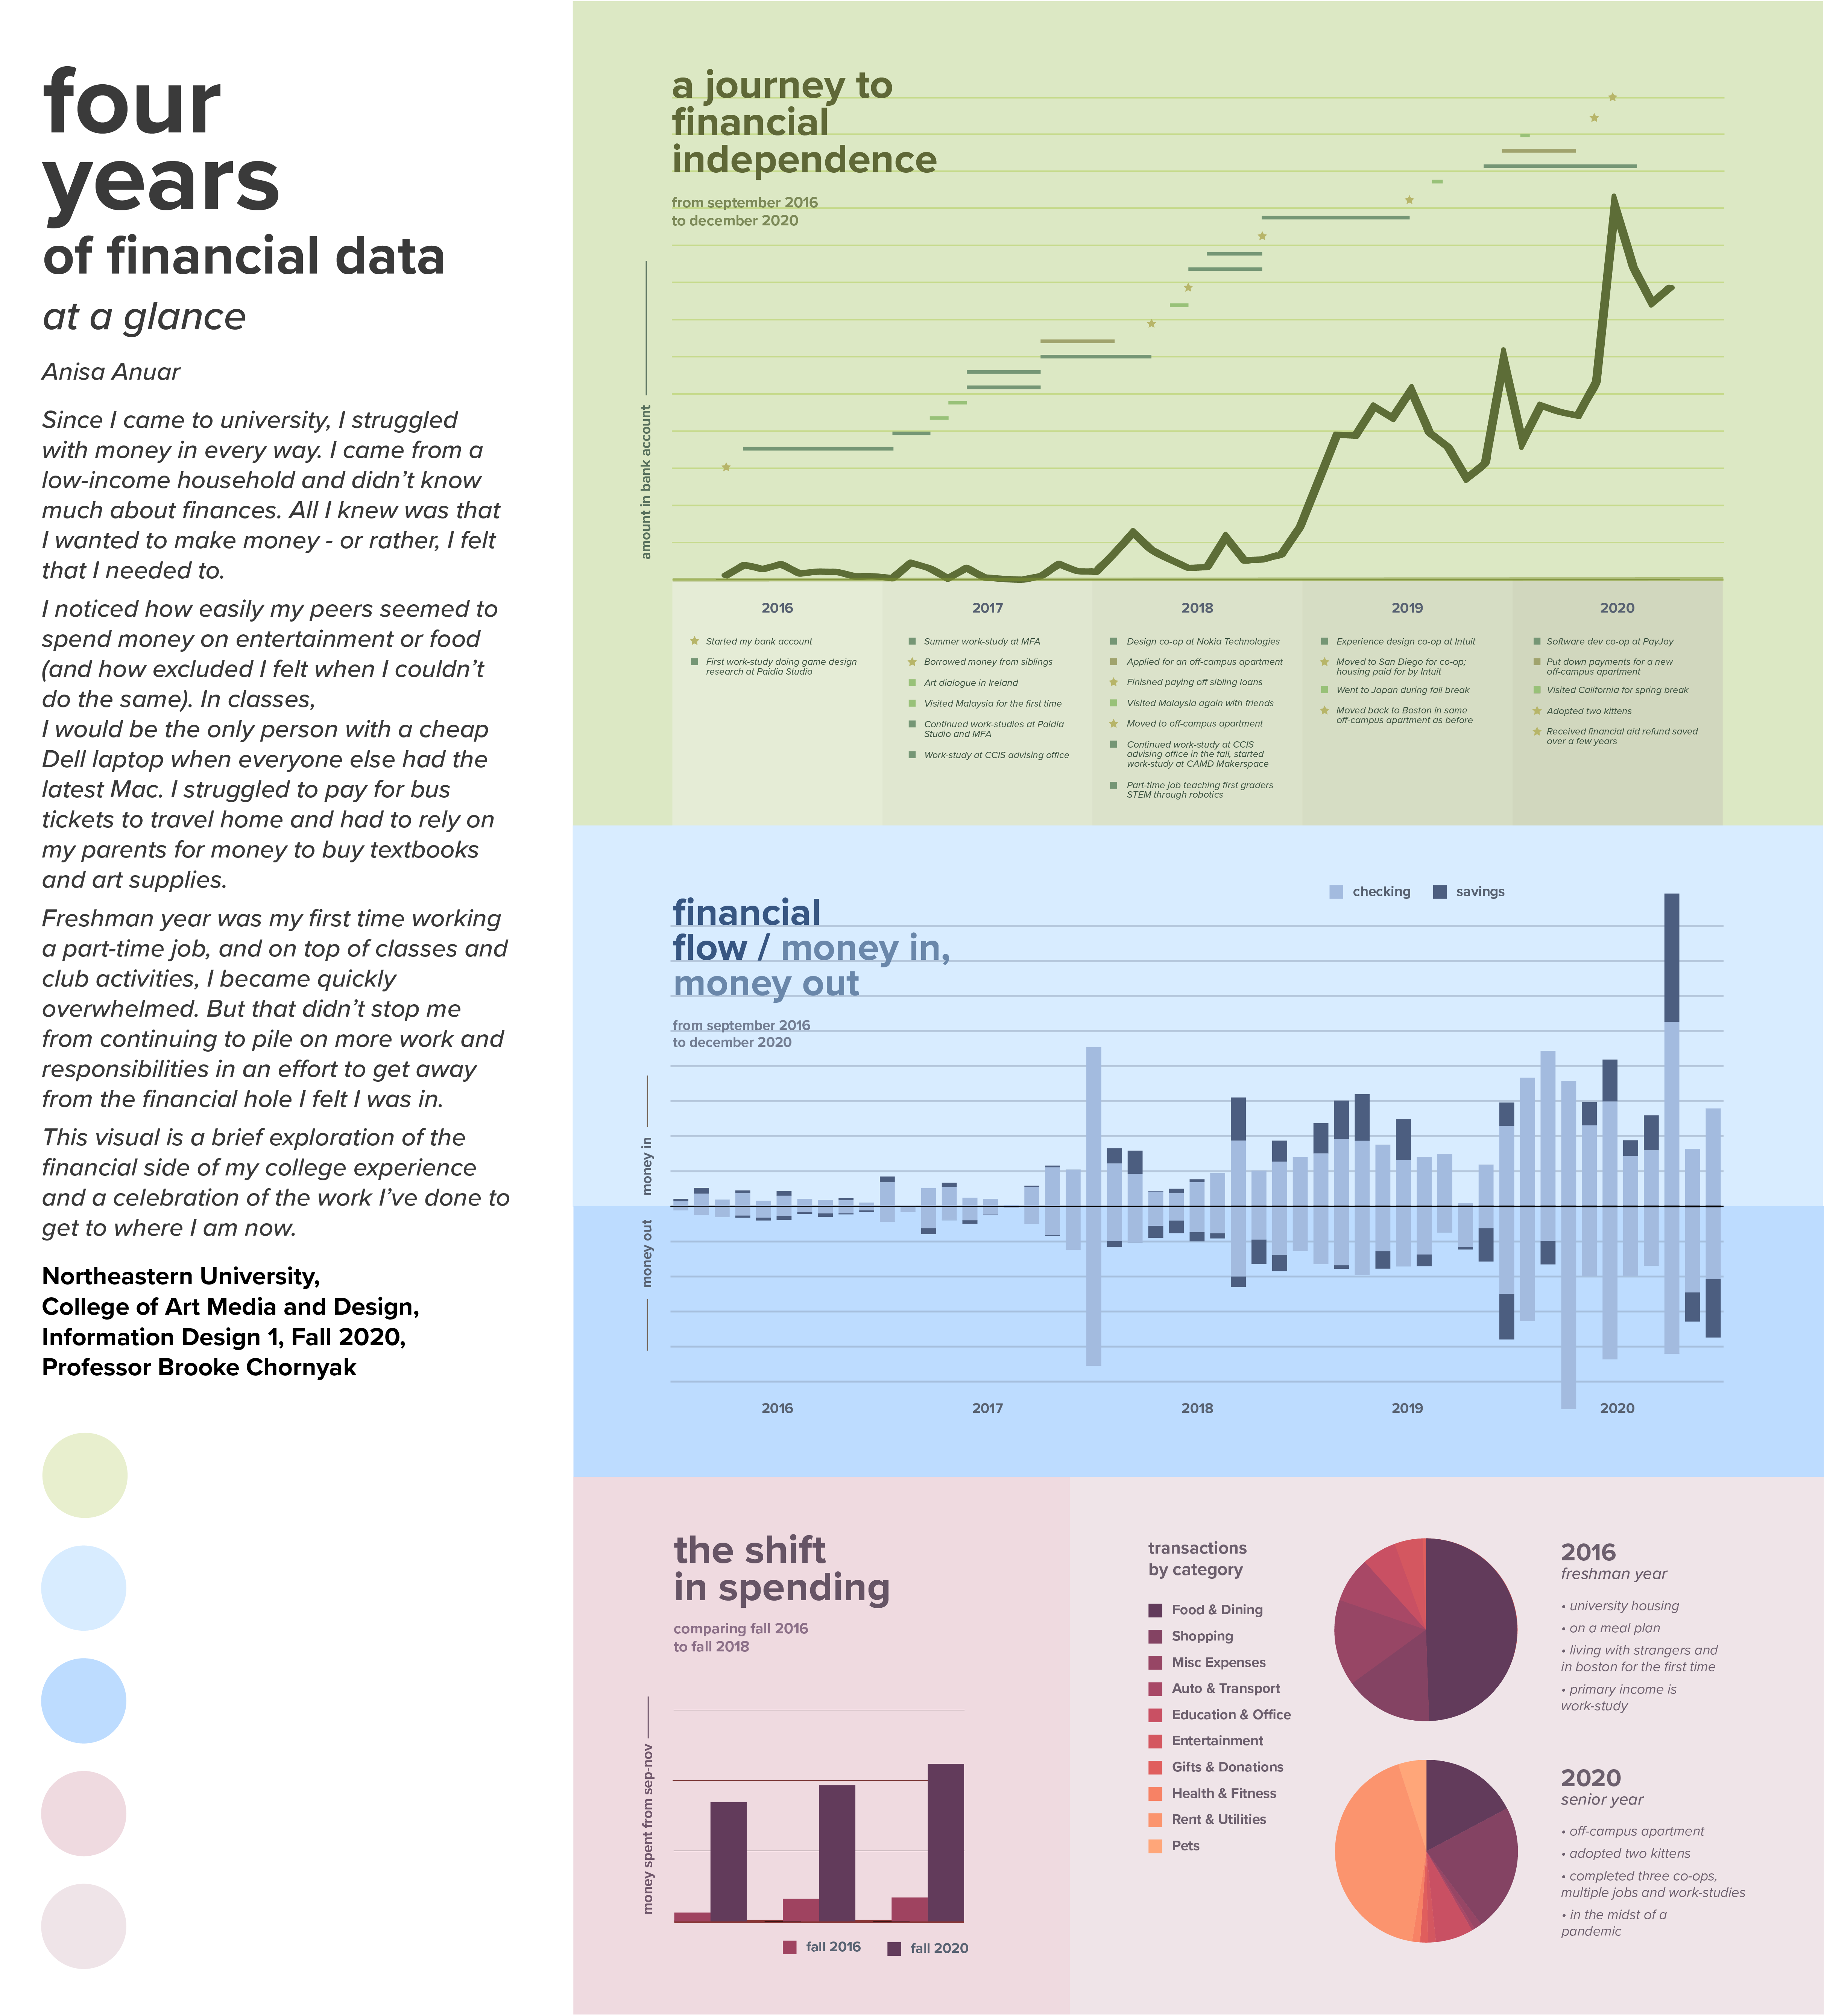 four
years
of financial data
at a glance
Anisa Anuar
Since I came to university, I struggled
with money in every way. I came from a
low-income household and didn't know
much about finances. All I knew was that
I wanted to make money - or rather, I felt
that I needed to.
I noticed how easily my peers seemed to
spend money on entertainment or food
(and how excluded I felt when I couldn't
do the same). In classes,
I would be the only person with a cheap
Dell laptop when everyone else had the
latest Mac. I struggled to pay for bus
tickets to travel home and had to rely on
my parents for money to buy textbooks
and art supplies.
Freshman year was my first time working
a part-time job, and on top of classes and
club activities, I became quickly
overwhelmed. But that didn't stop me
from continuing to pile on more work and
responsibilities in an effort to get away
from the financial hole I felt I was in.
This visual is a brief exploration of the
financial side of my college experience
and a celebration of the work I've done to
get to where I am now.
Northeastern University,
College of Art Media and Design,
Information Design 1, Fall 2020,
Professor Brooke Chornyak
a journey to
financial
independence
from september 2016
to december 2020
amount in bank account
2016
Started my bank account
First work-study doing game design
research at Paidia Studio
2017
Summer work-study at MFA
Borrowed money from siblings
Art dialogue in Ireland
Visited Malaysia for the first time
Continued work-studies at Paidia
Studio and MFA
Work-study at CCIS advising office
2018
Design co-op at Nokia Technologies
Applied for an off-campus apartment
Finished paying off sibling loans
Visited Malaysia again with friends
Moved to off-campus apartment
Continued work-study at CCIS
advising office in the fall, started
work-study at CAMD Makerspace
Part-time job teaching first graders
STEM through robotics
2019
Experience design co-op at Intuit
Moved to San Diego for co-op;
housing paid for by Intuit
Went to Japan during fall break
Moved back to Boston in same
off-campus apartment as before
2020
Software dev co-op at PayJoy
Put down payments for a new
off-campus apartment
Visited California for spring break
Adopted two kittens
Received financial aid refund saved
over a few years
financial
flow / money in,
money out
from september 2016
to december 2020
checking
savings
money in
money out
2016
2017
2018
2019
2020
the shift
in spending
comparing fall 2016
to fall 2018
money spent from sep-nov
fall 2016
fall 2020
transactions
by category
Food & Dining
Shopping
Misc Expenses
Auto & Transport
Education & Office
Entertainment
Gifts & Donations
Health & Fitness
Rent & Utilities
Pets
2016
freshman year
• university housing
• on a meal plan
• living with strangers and
in boston for the first time
• primary income is
work-study
2020
senior year
• off-campus apartment
• adopted two kittens
• completed three co-ops,
multiple jobs and work-studies
• in the midst of a
pandemic